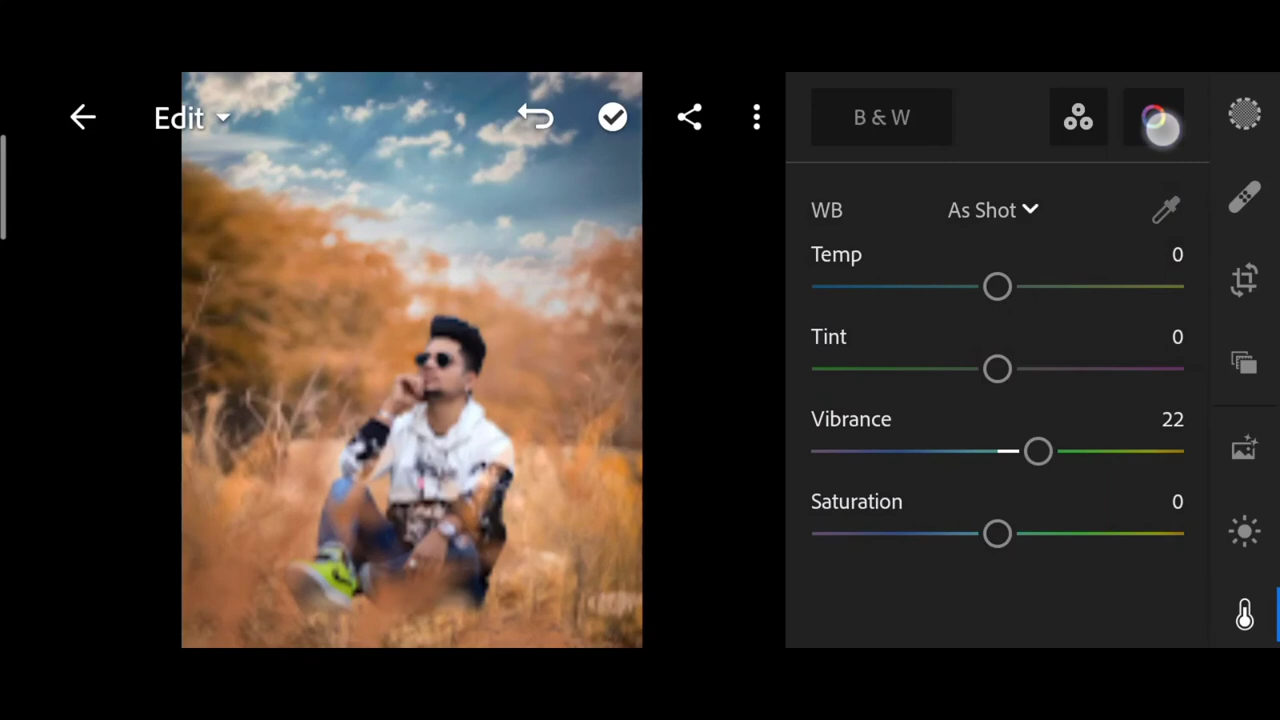 Edit
B & W
WB As Shot
Temp 0
Tint 0
Vibrance 22
Saturation 0